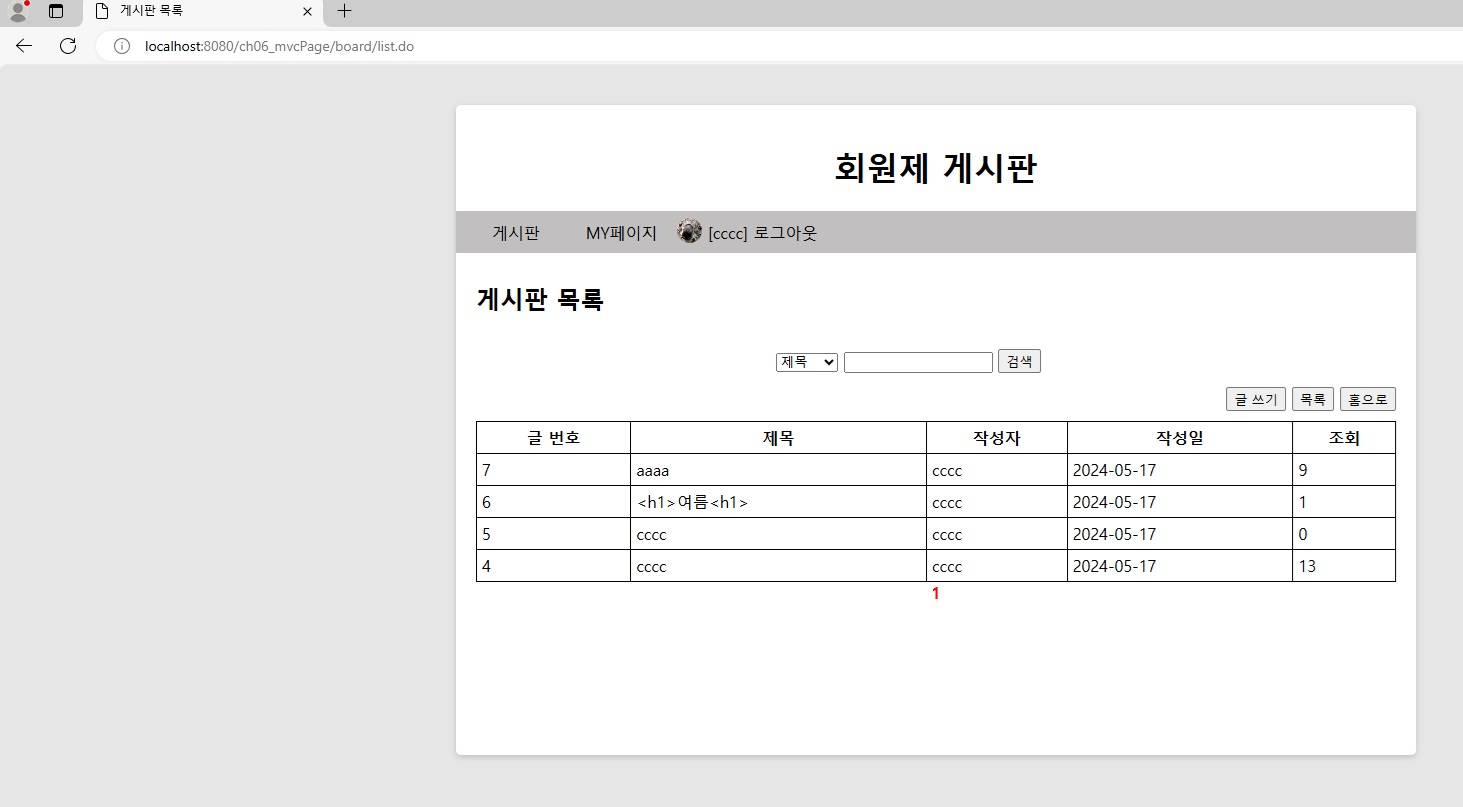 게시판 목록
localhost:8080/ch06_mvcPage/board/list.do
회원제 게시판
게시판 MY페이지 [cccc] 로그아웃
게시판 목록
제목 검색
글 쓰기 목록 홈으로
글 번호 제목 작성자 작성일 조회
7 aaaa cccc 2024-05-17 9
6 <h1>여름<h1> cccc 2024-05-17 1
5 cccc cccc 2024-05-17 0
4 cccc cccc 2024-05-17 13
1